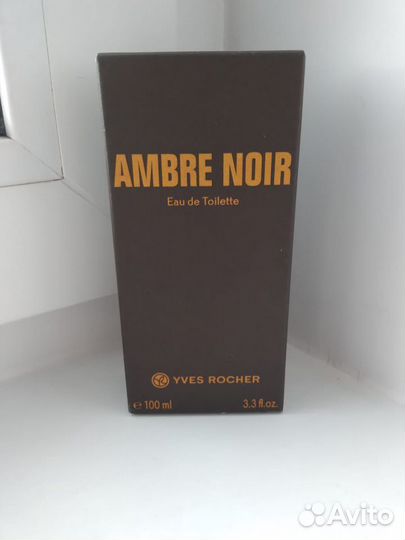 AMBRE NOIR
Eau de Toilette
YVES ROCHER
℮ 100 ml 3.3 fl.oz.
Avito